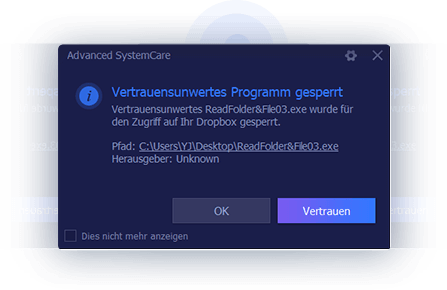 Advanced SystemCare
Vertrauensunwertes Programm gesperrt
Vertrauensunwertes ReadFolder&File03.exe wurde für
den Zugriff auf Ihr Dropbox gesperrt.
Pfad: C:\Users\YJ\Desktop\ReadFolder&File03.exe
Herausgeber: Unknown
OK
Vertrauen
Dies nicht mehr anzeigen